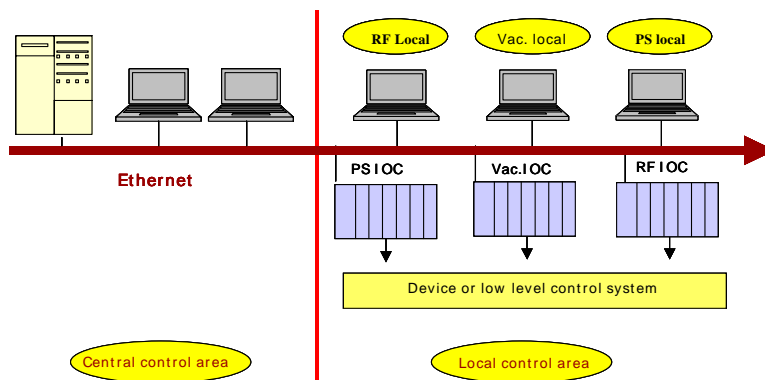 RF Local
Vac. local
PS local
Ethernet
PS IOC
Vac.IOC
RF IOC
Device or low level control system
Central control area
Local control area